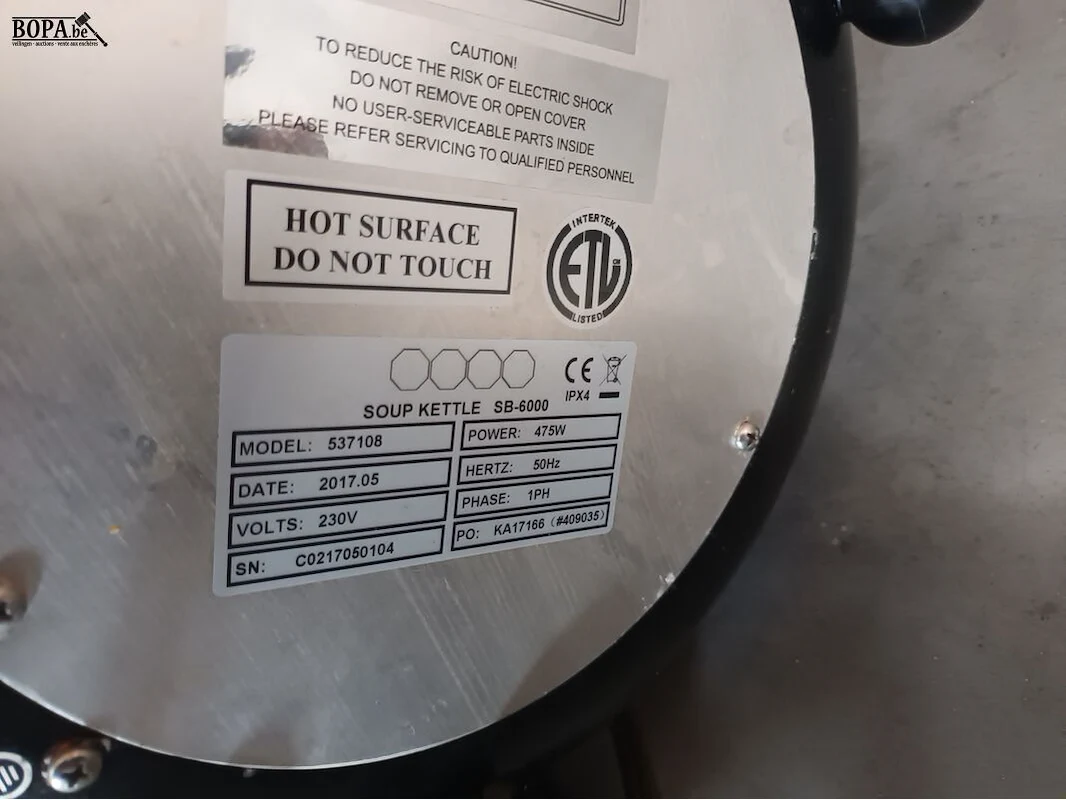 BOPA.be
veilingen - auctions - vente aux enchères
CAUTION!
TO REDUCE THE RISK OF ELECTRIC SHOCK
DO NOT REMOVE OR OPEN COVER
NO USER-SERVICEABLE PARTS INSIDE
PLEASE REFER SERVICING TO QUALIFIED PERSONNEL
HOT SURFACE
DO NOT TOUCH
INTERTEK
ETL CM
LISTED
CE
IPX4
SOUP KETTLE SB-6000
MODEL: 537108
POWER: 475W
DATE: 2017.05
HERTZ: 50Hz
VOLTS: 230V
PHASE: 1PH
SN: C0217050104
PO: KA17166 (#409035)